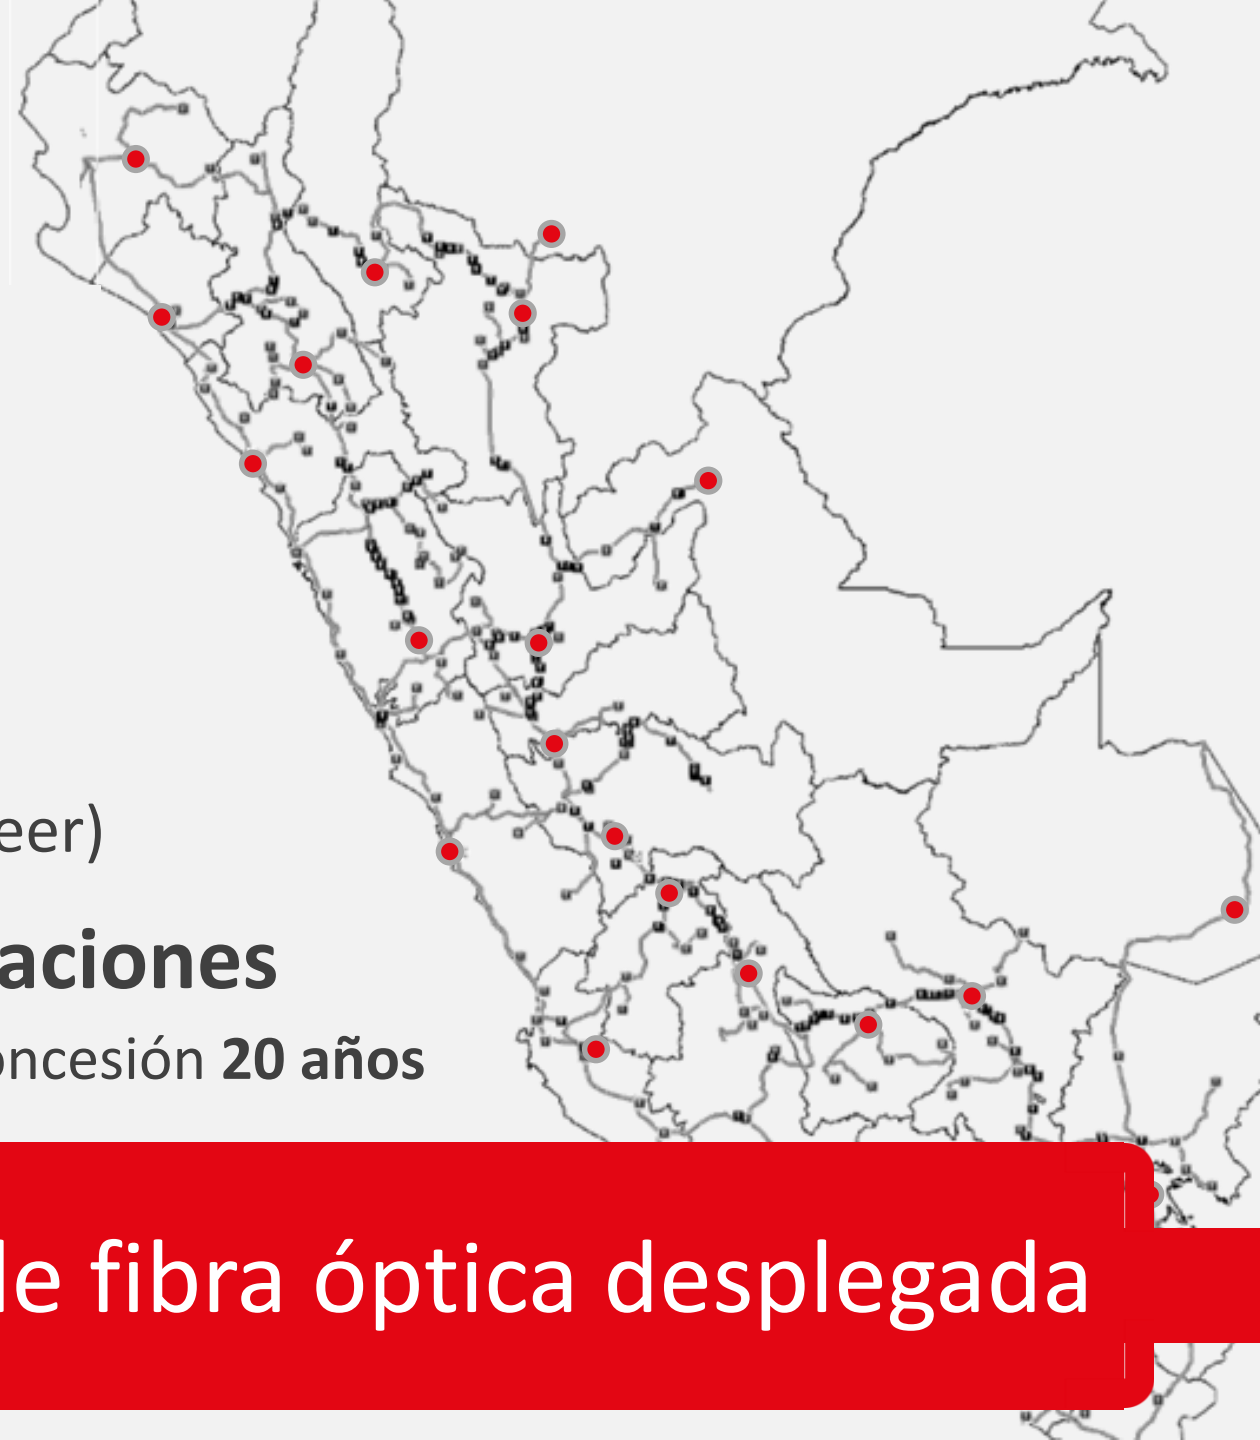 eer)
aciones
oncesión 20 años
le fibra óptica desplegada